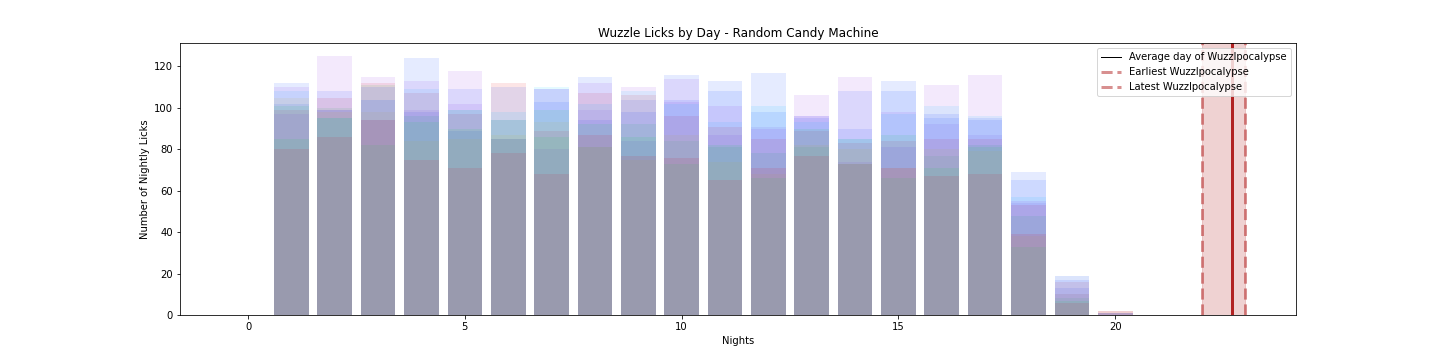 Wuzzle Licks by Day - Random Candy Machine
Average day of Wuzzlpocalypse
Earliest Wuzzlpocalypse
Latest Wuzzlpocalypse
Number of Nightly Licks
120
100
80
60
40
20
0
0 5 10 15 20
Nights